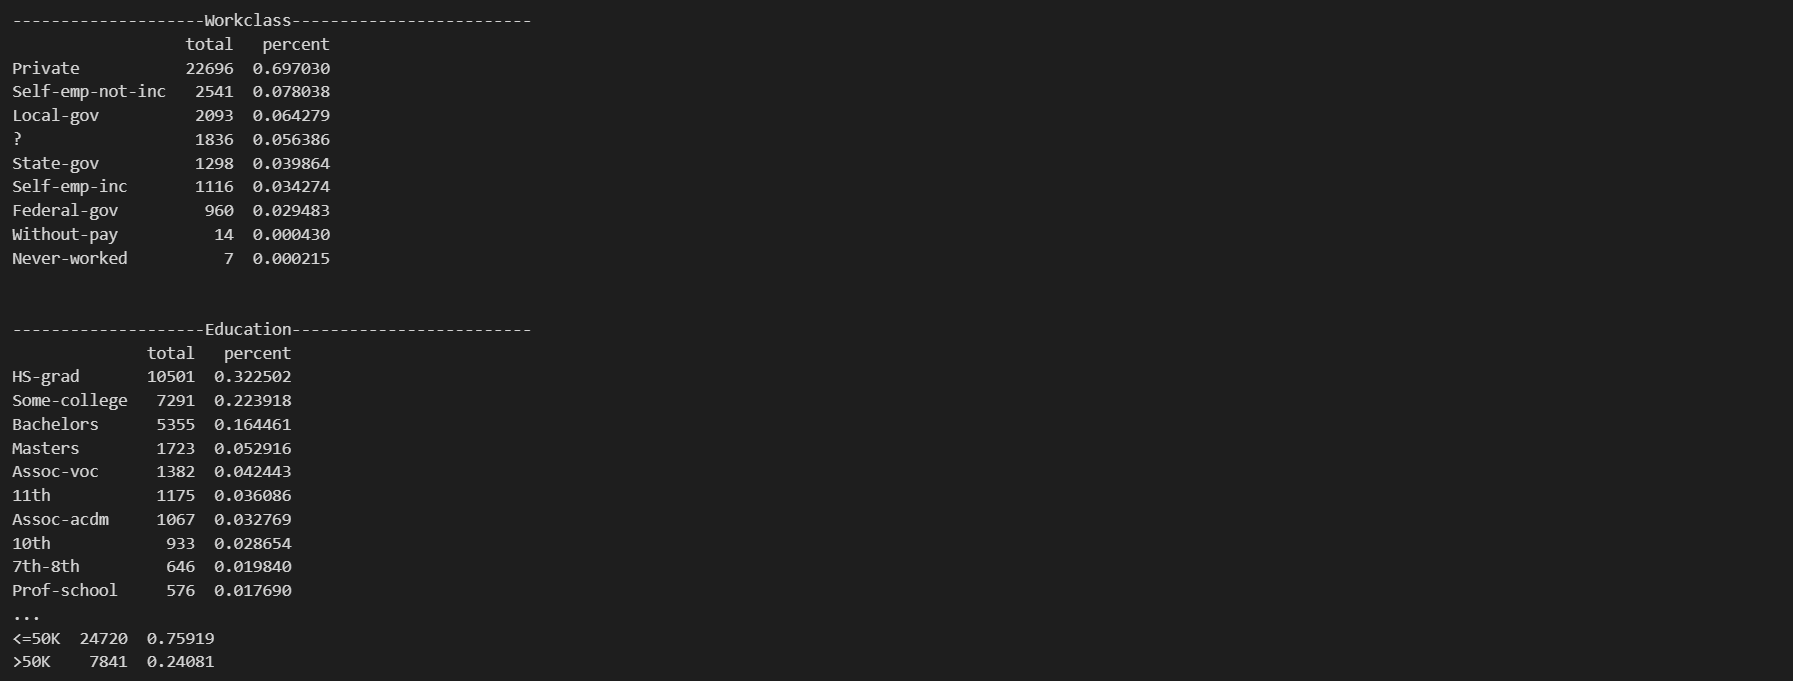 --------------------Workclass-------------------------
                  total   percent
Private           22696  0.697030
Self-emp-not-inc   2541  0.078038
Local-gov          2093  0.064279
?                  1836  0.056386
State-gov          1298  0.039864
Self-emp-inc       1116  0.034274
Federal-gov         960  0.029483
Without-pay          14  0.000430
Never-worked          7  0.000215
--------------------Education-------------------------
              total   percent
HS-grad       10501  0.322502
Some-college   7291  0.223918
Bachelors      5355  0.164461
Masters        1723  0.052916
Assoc-voc      1382  0.042443
11th           1175  0.036086
Assoc-acdm     1067  0.032769
10th            933  0.028654
7th-8th         646  0.019840
Prof-school     576  0.017690
...
<=50K  24720  0.75919
>50K    7841  0.24081